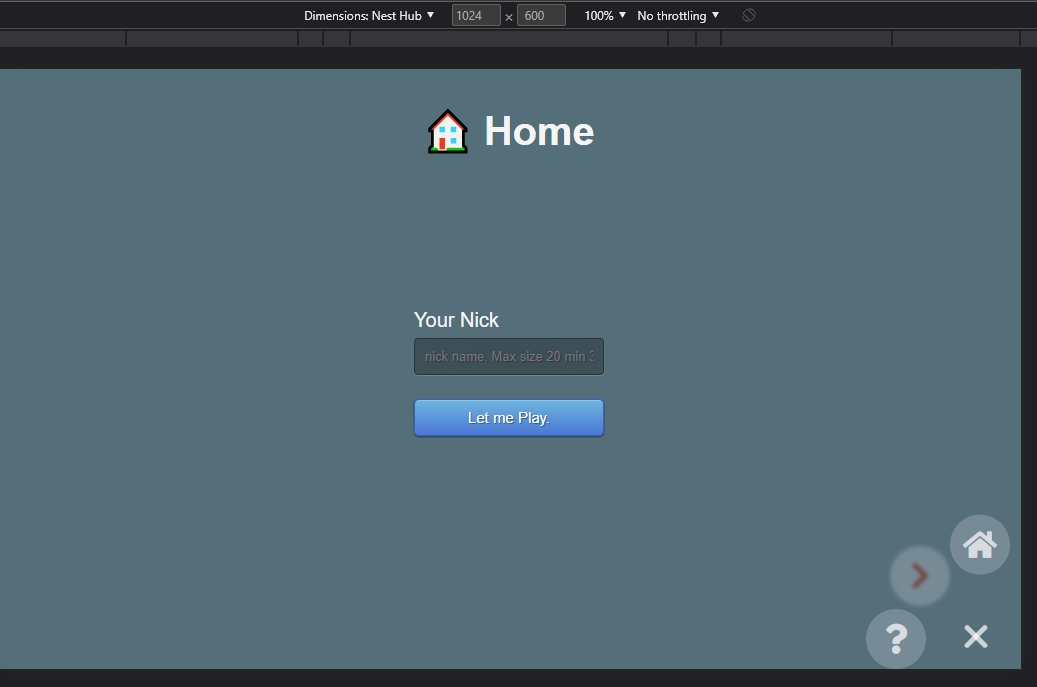 Dimensions: Nest Hub ▼ 1024 × 600 100% ▼ No throttling ▼
Home
Your Nick
nick name. Max size 20 min
Let me Play.
?